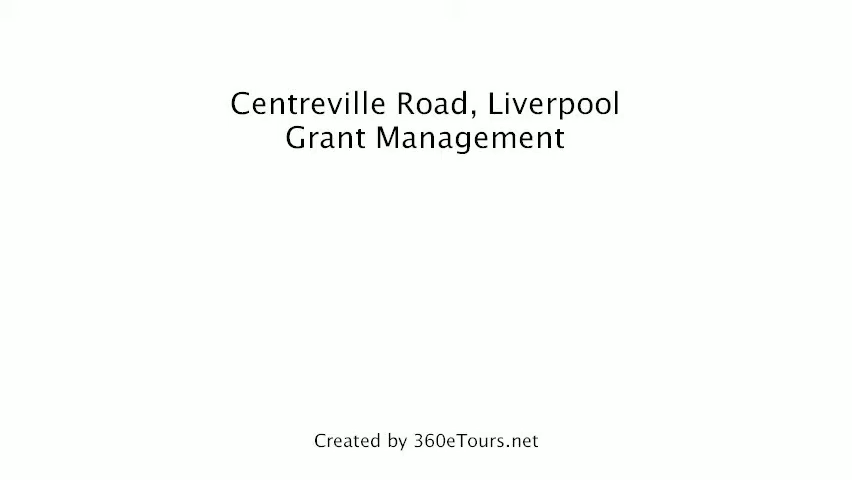 Centreville Road, Liverpool
Grant Management
Created by 360eTours.net